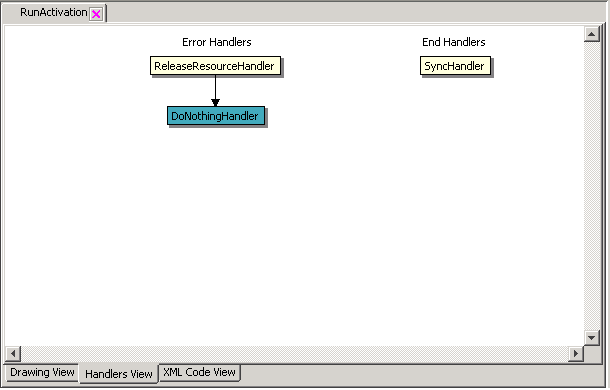 RunActivation
Error Handlers
End Handlers
ReleaseResourceHandler
SyncHandler
DoNothingHandler
Drawing View
Handlers View
XML Code View